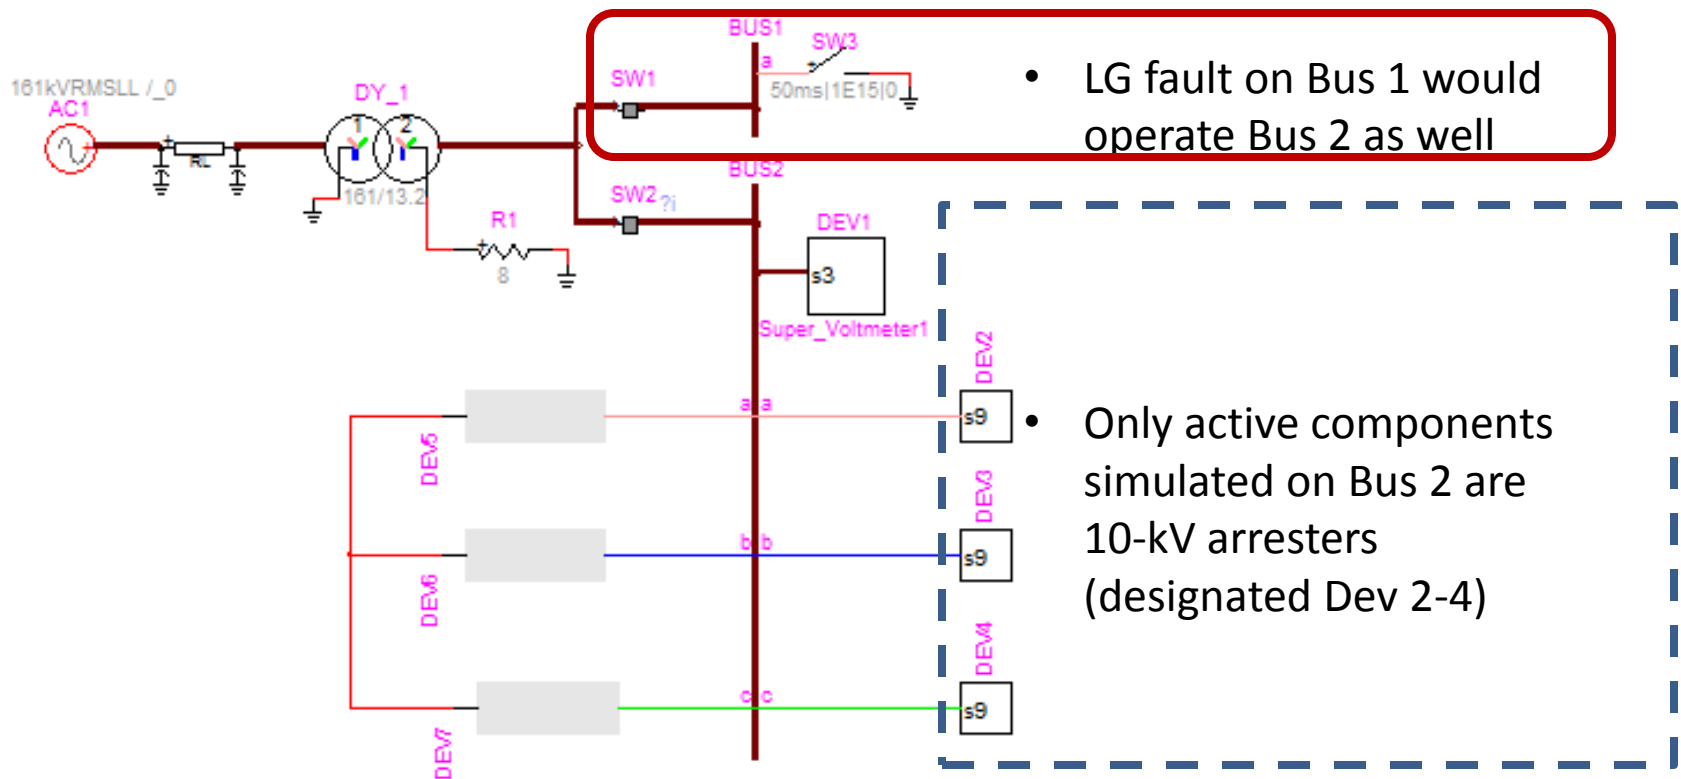 BUS1
SW3
161kVRMSLL /_0
AC1
DY_1
SW1
a
50ms|1E15|0
• LG fault on Bus 1 would
operate Bus 2 as well
+
1
2
RL
161/13.2
BUS2
SW2
?i
R1
+
8
DEV1
s3
Super_Voltmeter1
DEV2
a a
s9
DEV5
• Only active components
simulated on Bus 2 are
10-kV arresters
(designated Dev 2-4)
DEV3
b b
s9
DEV6
DEV4
c c
s9
DEV7